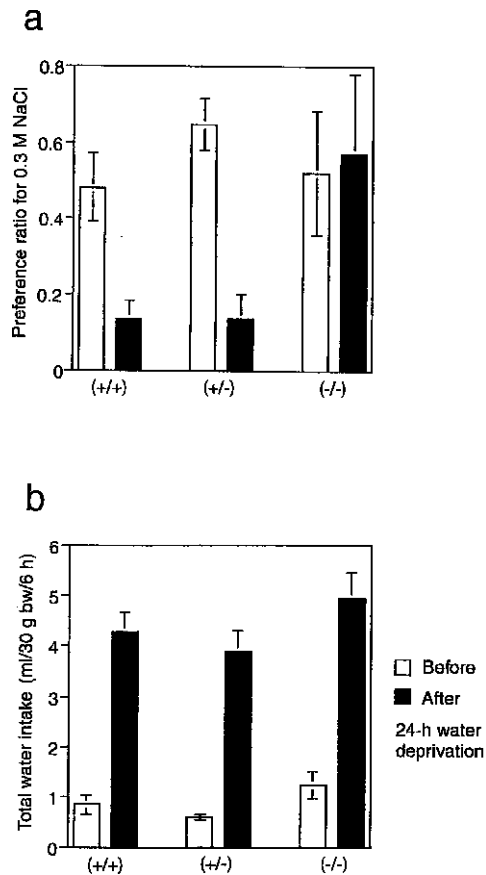 a
Preference ratio for 0.3 M NaCl
0.8
0.6
0.4
0.2
0
(+/+) (+/-) (-/-)
b
Total water intake (ml/30 g bw/6 h)
6
5
4
3
2
1
0
(+/+) (+/-) (-/-)
Before
After
24-h water
deprivation